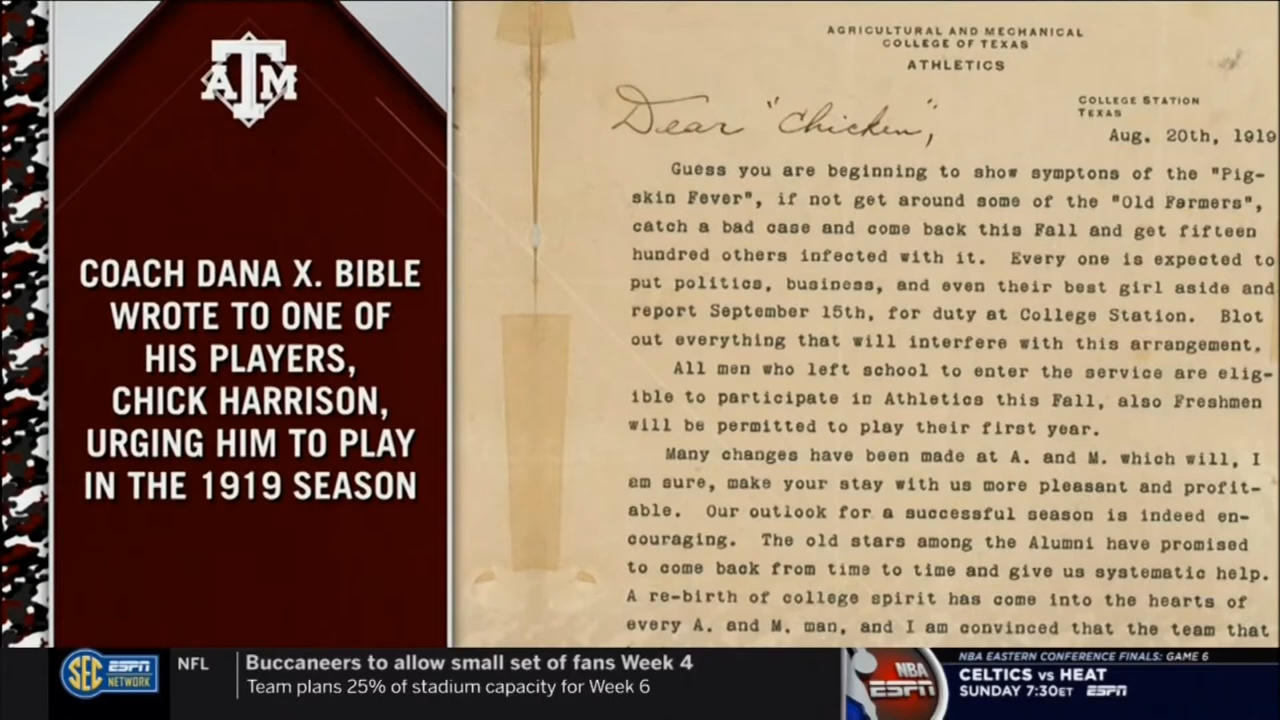 ATM
COACH DANA X. BIBLE
WROTE TO ONE OF
HIS PLAYERS,
CHICK HARRISON,
URGING HIM TO PLAY
IN THE 1919 SEASON
AGRICULTURAL AND MECHANICAL
COLLEGE OF TEXAS
ATHLETICS
COLLEGE STATION
TEXAS
Dear "Chicken",
Aug. 20th, 1919
Guess you are beginning to show symptons of the "Pig-
skin Fever", if not get around some of the "Old Farmers",
catch a bad case and come back this Fall and get fifteen
hundred others infected with it. Every one is expected to
put politics, business, and even their best girl aside and
report September 15th, for duty at College Station. Blot
out everything that will interfere with this arrangement.
All men who left school to enter the service are elig-
ible to participate in Athletics this Fall, also Freshmen
will be permitted to play their first year.
Many changes have been made at A. and M. which will, I
am sure, make your stay with us more pleasant and profit-
able. Our outlook for a successful season is indeed en-
couraging. The old stars among the Alumni have promised
to come back from time to time and give us systematic help.
A re-birth of college spirit has come into the hearts of
every A. and M. man, and I am convinced that the team that
SEC ESPN
NETWORK
NFL
Buccaneers to allow small set of fans Week 4
Team plans 25% of stadium capacity for Week 6
NBA
ESPN
NBA EASTERN CONFERENCE FINALS: GAME 6
CELTICS vs HEAT
SUNDAY 7:30ET ESPN